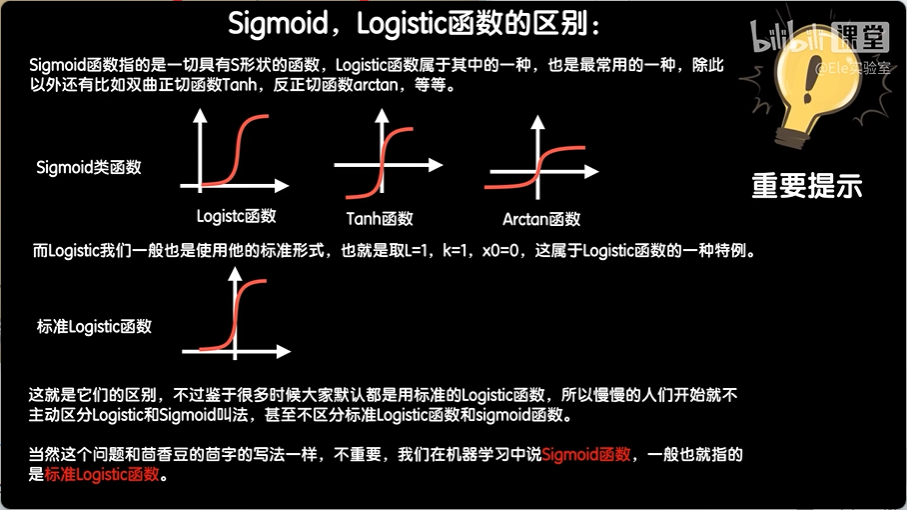 Sigmoid，Logistic函数的区别：
bilibili 课堂
@Ele实验室
Sigmoid函数指的是一切具有S形状的函数，Logistic函数属于其中的一种，也是最常用的一种，除此
以外还有比如双曲正切函数Tanh，反正切函数arctan，等等。
重要提示
Sigmoid类函数
Logistc函数
Tanh函数
Arctan函数
而Logistic我们一般也是使用他的标准形式，也就是取L=1，k=1，x0=0，这属于Logistic函数的一种特例。
标准Logistic函数
这就是它们的区别，不过鉴于很多时候大家默认都是用标准的Logistic函数，所以慢慢的人们开始就不
主动区分Logistic和Sigmoid叫法，甚至不区分标准Logistic函数和sigmoid函数。
当然这个问题和茴香豆的茴字的写法一样，不重要，我们在机器学习中说Sigmoid函数，一般也就指的
是标准Logistic函数。